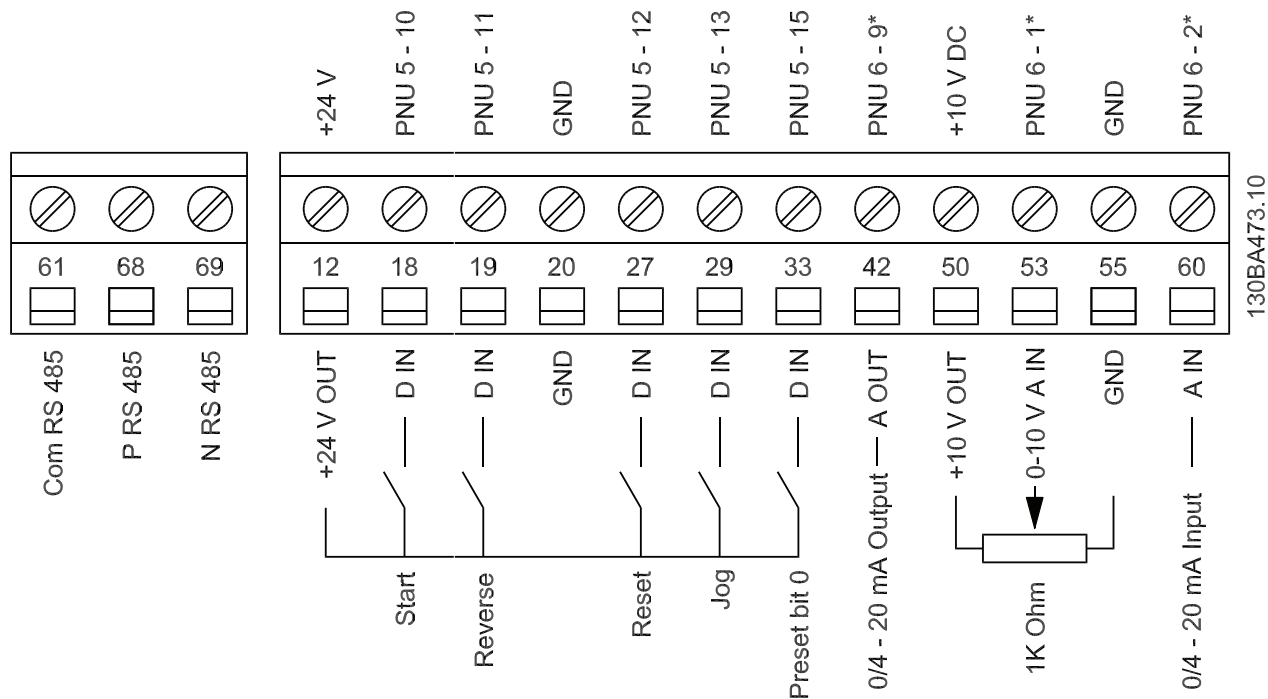 +24 V
PNU 5 - 10
PNU 5 - 11
GND
PNU 5 - 12
PNU 5 - 13
PNU 5 - 15
PNU 6 - 9*
+10 V DC
PNU 6 - 1*
GND
PNU 6 - 2*
61 68 69
12 18 19 20 27 29 33 42 50 53 55 60
130BA473.10
Com RS 485
P RS 485
N RS 485
+24 V OUT
D IN
D IN
GND
D IN
D IN
D IN
0/4 - 20 mA Output
A OUT
+10 V OUT
0-10 V A IN
GND
0/4 - 20 mA Input
A IN
Start
Reverse
Reset
Jog
Preset bit 0
1K Ohm